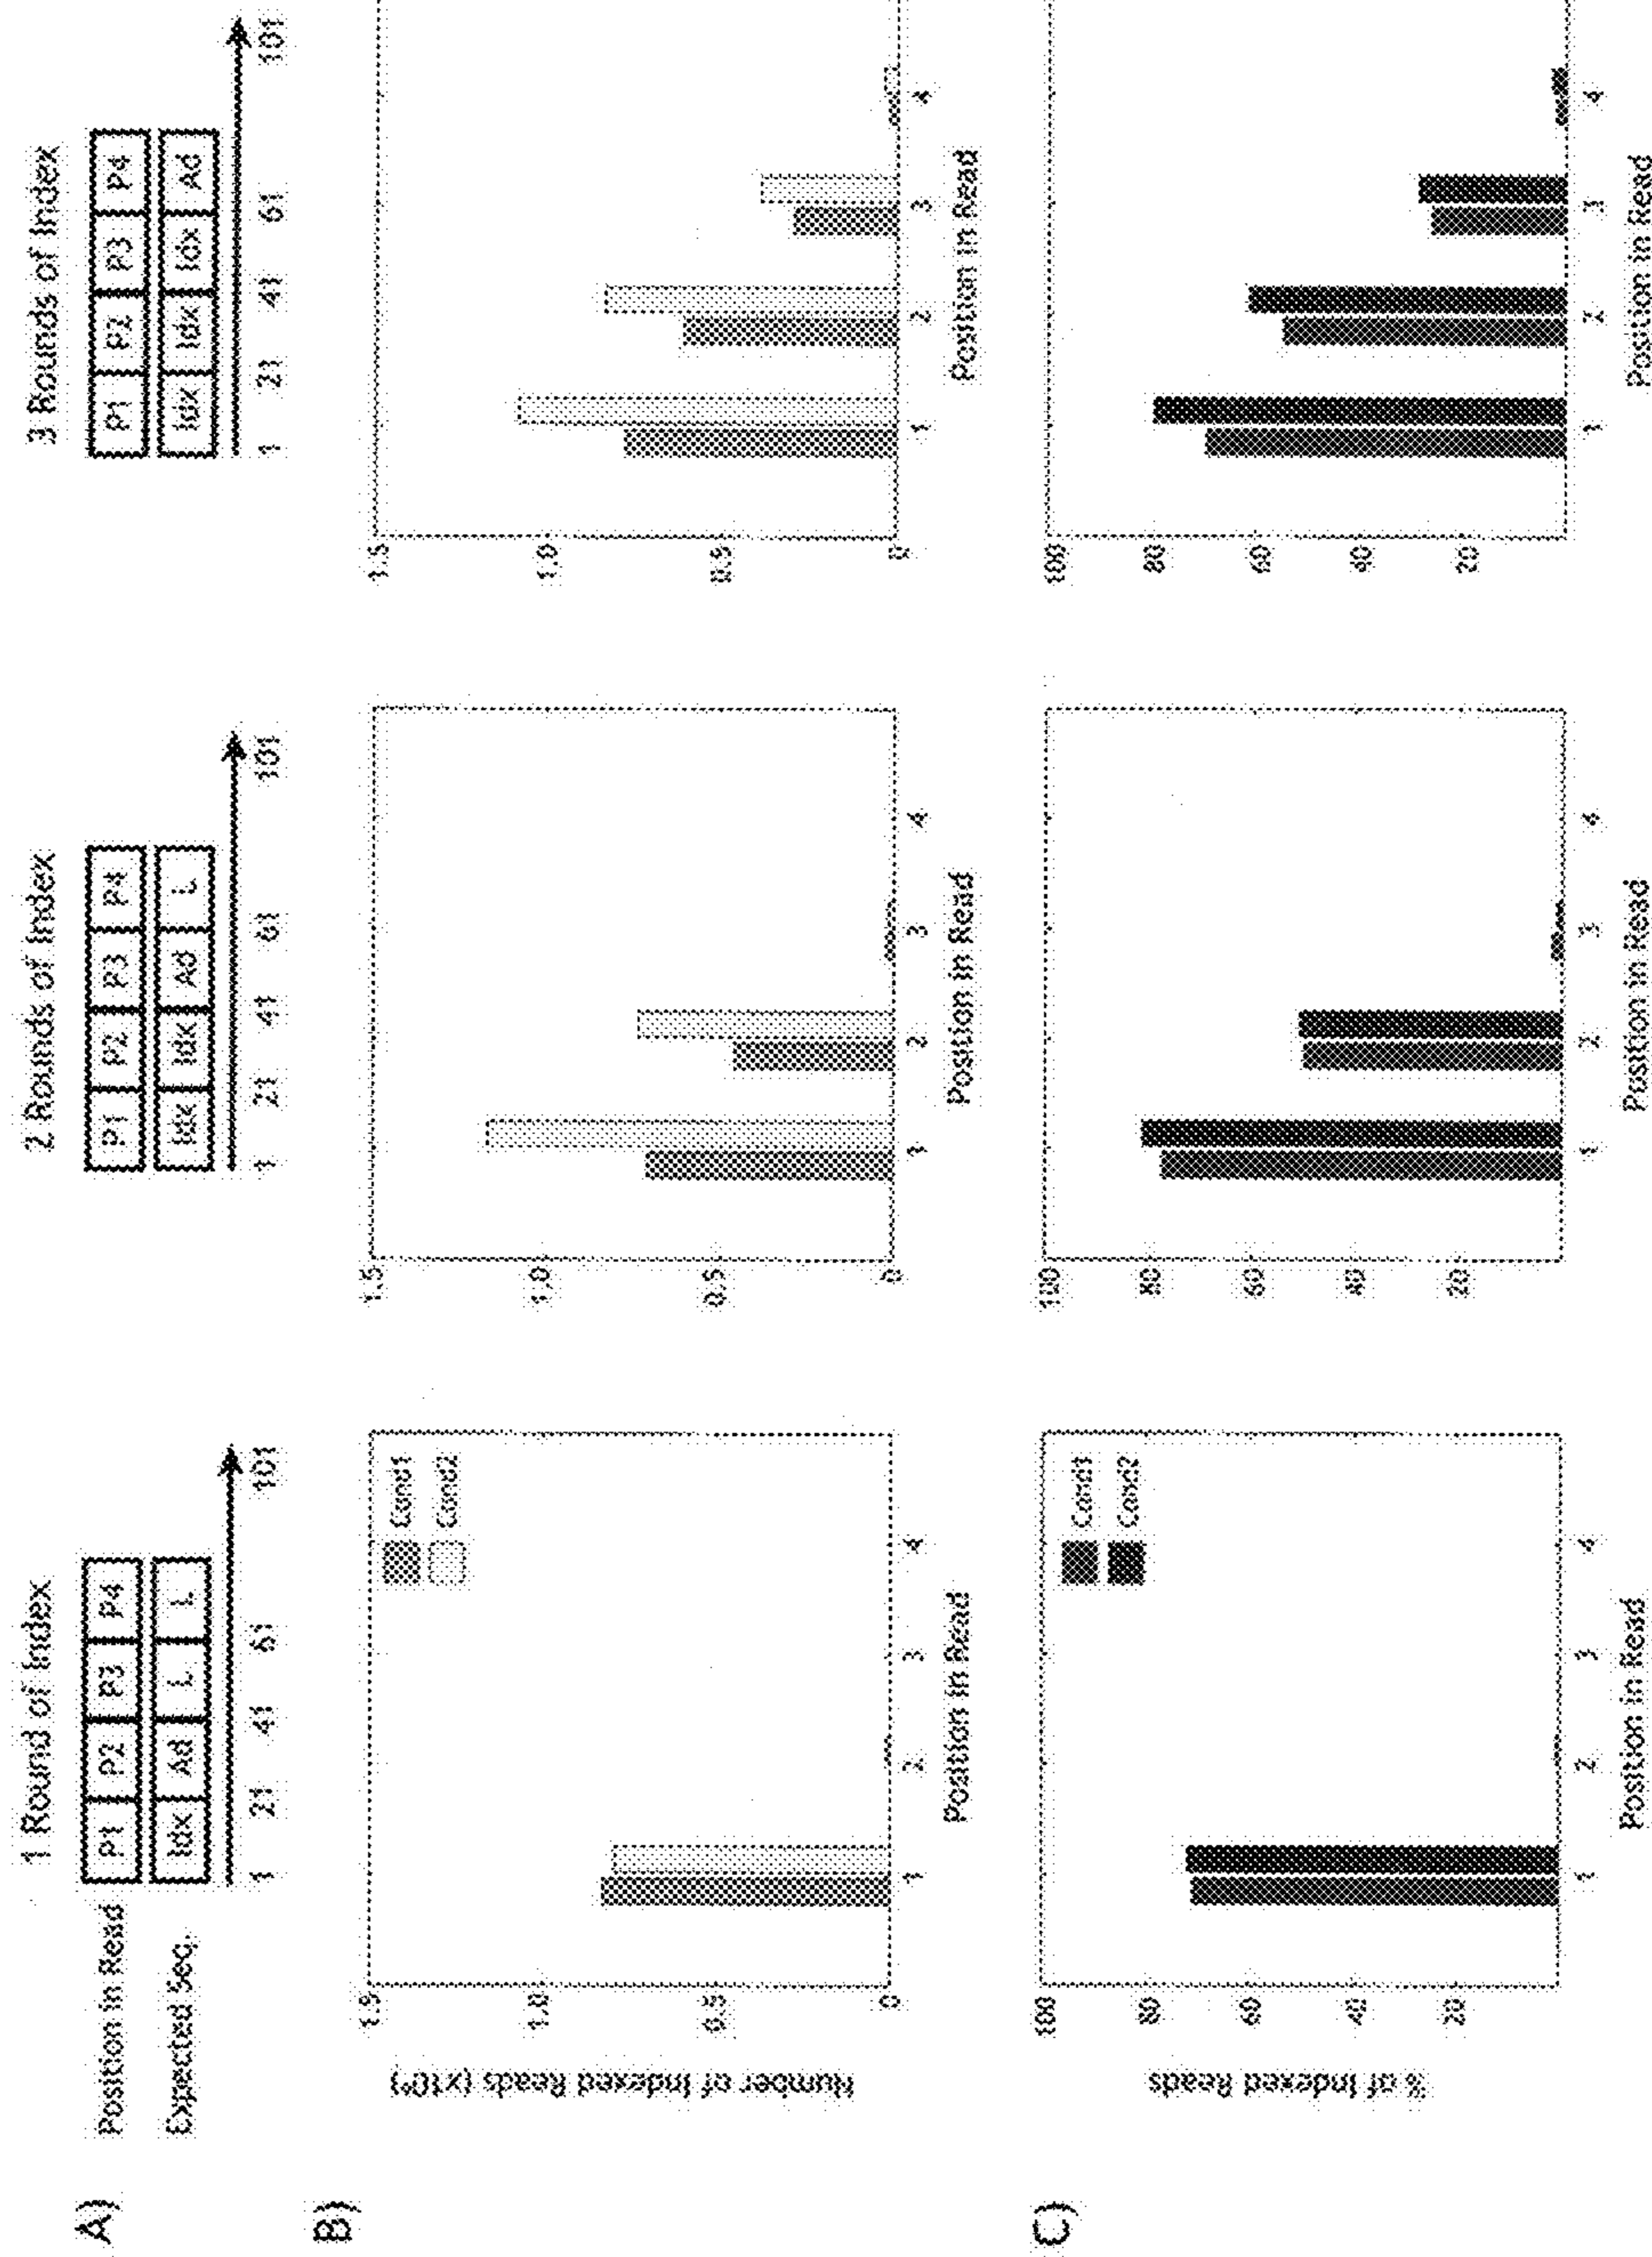 A)
1 Round of Index
2 Rounds of Index
3 Rounds of Index
Position in Read P1 P2 P3 P4
P1 P2 P3 P4
P1 P2 P3 P4
Expected Seq. Idx Ad L L
Idx Idx Ad L
Idx Idx Idx Ad
1 21 41 61 101
1 21 41 61 101
1 21 41 61 101
B)
Number of Indexed Reads (x10⁶)
1.5
1.0
0.5
0
Cond1
Cond2
1 2 3 4
Position in Read
1.5
1.0
0.5
0
1 2 3 4
Position in Read
1.5
1.0
0.5
0
1 2 3 4
Position in Read
C)
% of Indexed Reads
100
80
60
40
20
Cond1
Cond2
1 2 3 4
Position in Read
100
80
60
40
20
1 2 3 4
Position in Read
100
80
60
40
20
1 2 3 4
Position in Read